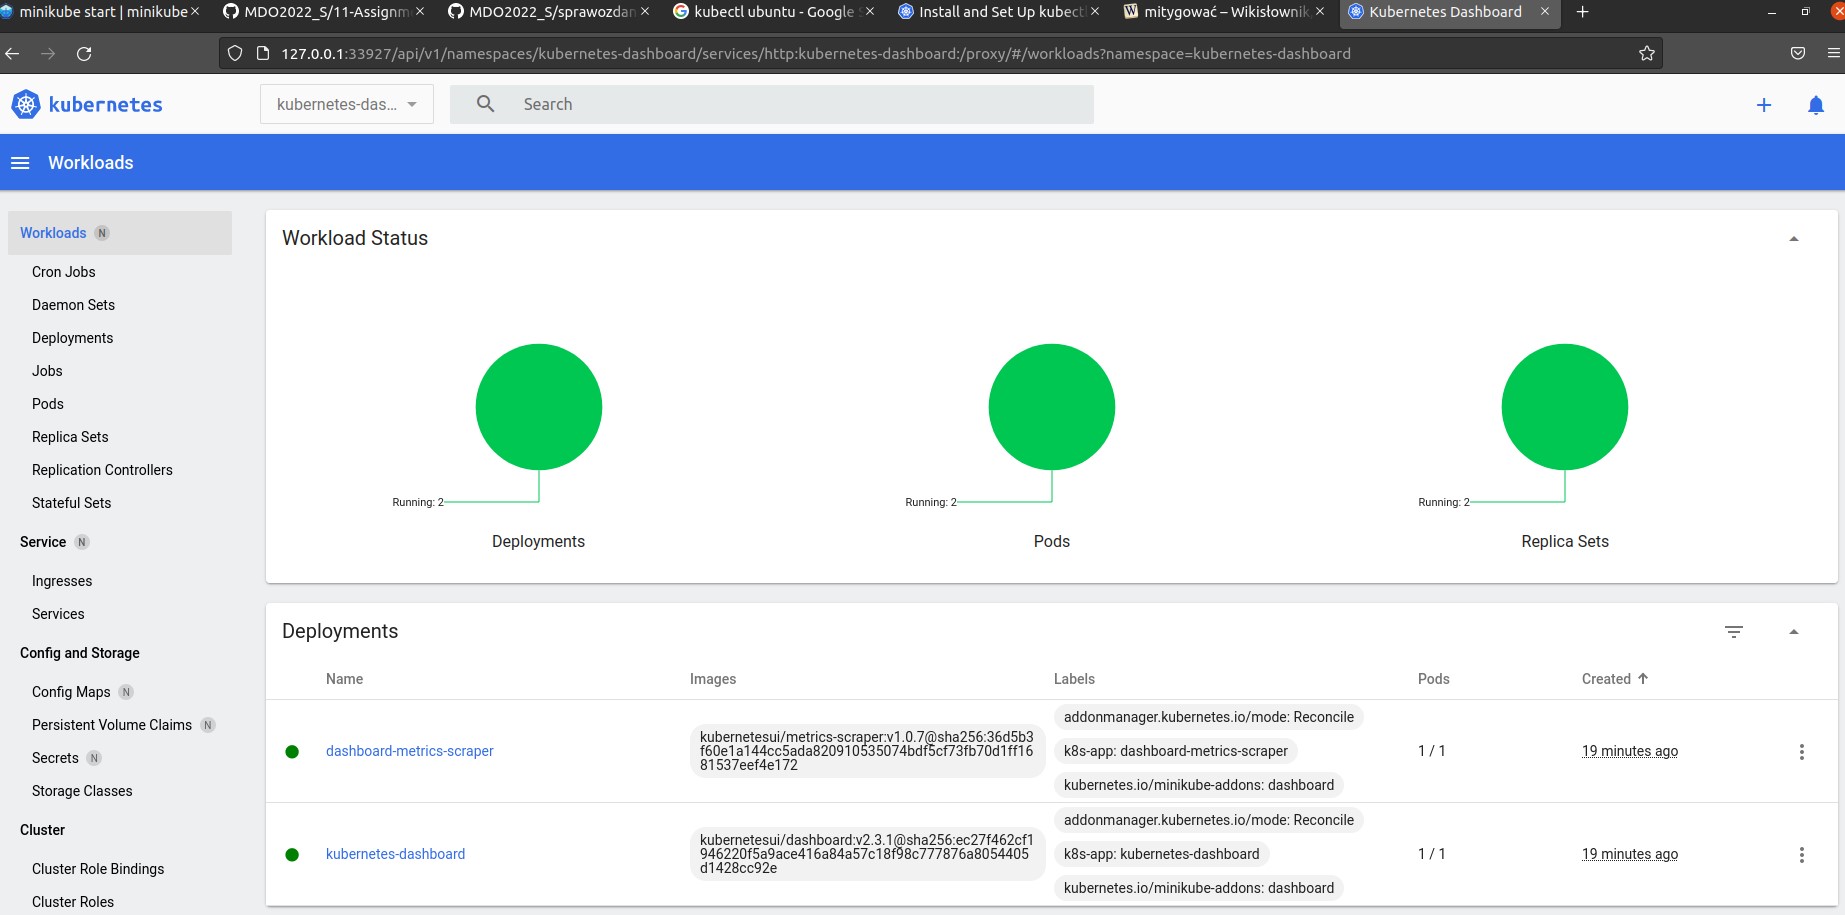 minikube start | minikube
MDO2022_S/11-Assignm
MDO2022_S/sprawozdan
kubectl ubuntu - Google S
Install and Set Up kubectl
mitygować – Wikisłownik,
Kubernetes Dashboard
127.0.0.1:33927/api/v1/namespaces/kubernetes-dashboard/services/http:kubernetes-dashboard:/proxy/#/workloads?namespace=kubernetes-dashboard
kubernetes
kubernetes-das...
Search
Workloads
Workloads N
Cron Jobs
Daemon Sets
Deployments
Jobs
Pods
Replica Sets
Replication Controllers
Stateful Sets
Service N
Ingresses
Services
Config and Storage
Config Maps N
Persistent Volume Claims N
Secrets N
Storage Classes
Cluster
Cluster Role Bindings
Cluster Roles
Workload Status
Running: 2
Deployments
Running: 2
Pods
Running: 2
Replica Sets
Deployments
Name Images Labels Pods Created
dashboard-metrics-scraper
kubernetesui/metrics-scraper:v1.0.7@sha256:36d5b3
f60e1a144cc5ada820910535074bdf5cf73fb70d1ff16
81537eef4e172
addonmanager.kubernetes.io/mode: Reconcile
k8s-app: dashboard-metrics-scraper
kubernetes.io/minikube-addons: dashboard
1 / 1
19 minutes ago
kubernetes-dashboard
kubernetesui/dashboard:v2.3.1@sha256:ec27f462cf1
946220f5a9ace416a84a57c18f98c777876a8054405
d1428cc92e
addonmanager.kubernetes.io/mode: Reconcile
k8s-app: kubernetes-dashboard
kubernetes.io/minikube-addons: dashboard
1 / 1
19 minutes ago